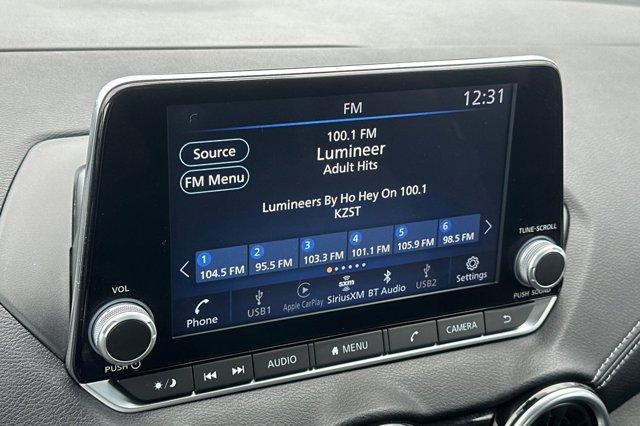 FM 12:31
100.1 FM
Lumineer
Adult Hits
Source
FM Menu
Lumineers By Ho Hey On 100.1
KZST
1 2 3 4 5 6
104.5 FM 95.5 FM 103.3 FM 101.1 FM 105.9 FM 98.5 FM
TUNE-SCROLL
VOL
Phone USB1 Apple CarPlay sxm SiriusXM BT Audio USB2 Settings
PUSH SOUND
PUSH
AUDIO MENU CAMERA